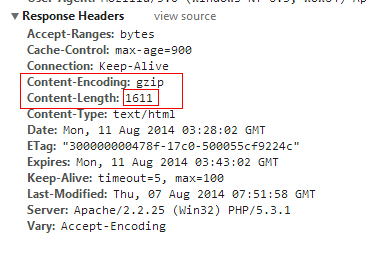 ▼ Response Headers view source
Accept-Ranges: bytes
Cache-Control: max-age=900
Connection: Keep-Alive
Content-Encoding: gzip
Content-Length: 1611
Content-Type: text/html
Date: Mon, 11 Aug 2014 03:28:02 GMT
ETag: "300000000478f-17c0-500055cf9224c"
Expires: Mon, 11 Aug 2014 03:43:02 GMT
Keep-Alive: timeout=5, max=100
Last-Modified: Thu, 07 Aug 2014 07:51:58 GMT
Server: Apache/2.2.25 (Win32) PHP/5.3.1
Vary: Accept-Encoding